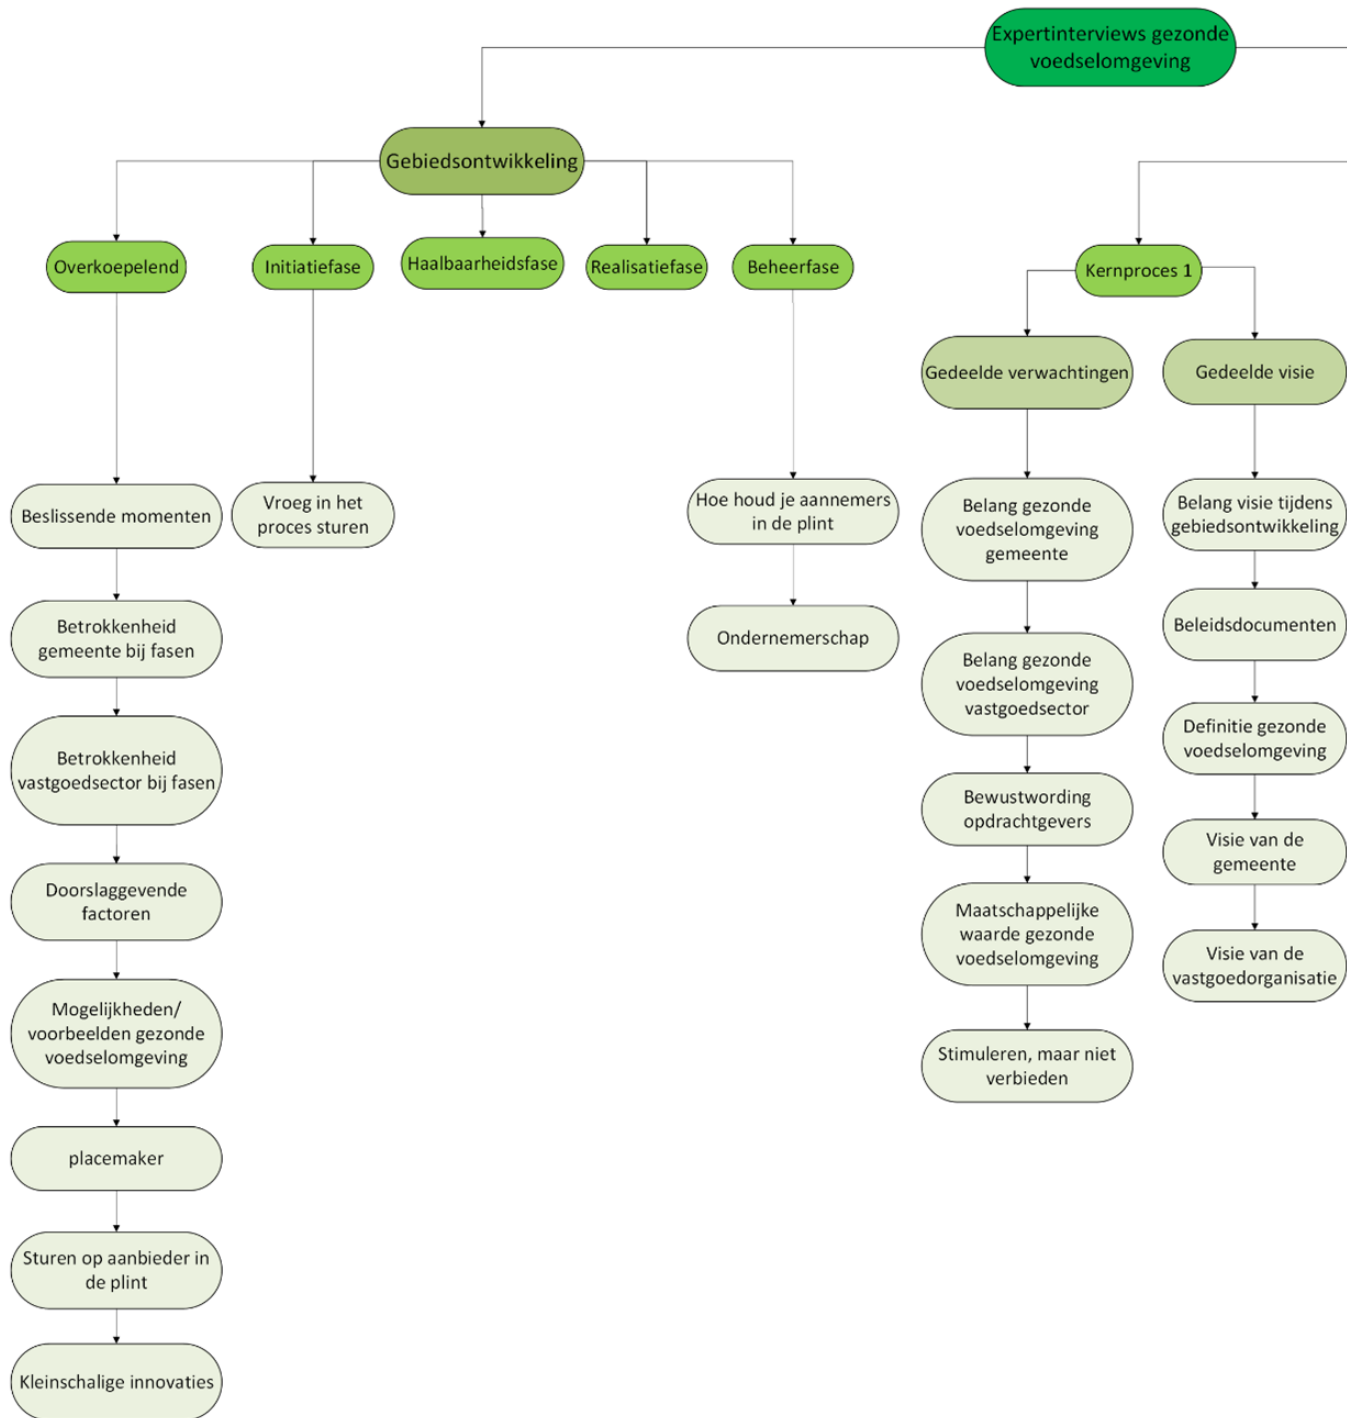 Expertinterviews gezonde
voedselomgeving
Gebiedsontwikkeling
Overkoepelend
Initiatiefase
Haalbaarheidsfase
Realisatiefase
Beheerfase
Kernproces 1
Gedeelde verwachtingen
Gedeelde visie
Beslissende momenten
Betrokkenheid
gemeente bij fasen
Betrokkenheid
vastgoedsector bij fasen
Doorslaggevende
factoren
Mogelijkheden/
voorbeelden gezonde
voedselomgeving
placemaker
Sturen op aanbieder in
de plint
Kleinschalige innovaties
Vroeg in het
proces sturen
Hoe houd je aannemers
in de plint
Ondernemerschap
Belang gezonde
voedselomgeving
gemeente
Belang gezonde
voedselomgeving
vastgoedsector
Bewustwording
opdrachtgevers
Maatschappelijke
waarde gezonde
voedselomgeving
Stimuleren, maar niet
verbieden
Belang visie tijdens
gebiedsontwikkeling
Beleidsdocumenten
Definitie gezonde
voedselomgeving
Visie van de
gemeente
Visie van de
vastgoedorganisatie